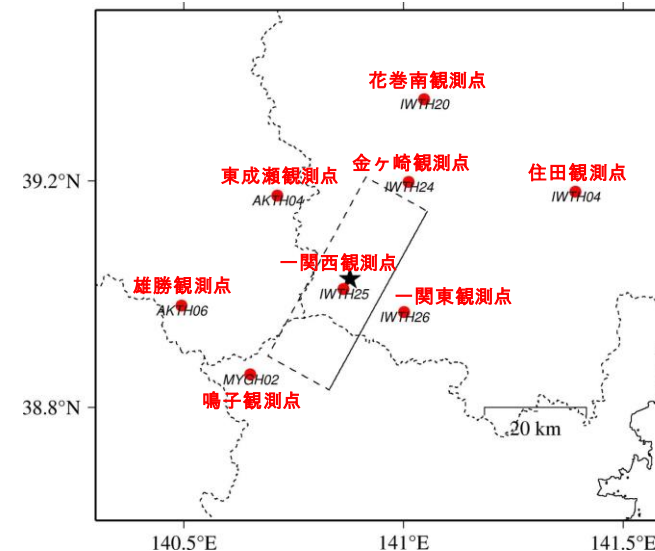 花巻南観測点
IWTH20
39.2°N
金ヶ崎観測点
IWTH24
東成瀬観測点
AKTH04
住田観測点
IWTH04
一関西観測点
IWTH25
雄勝観測点
AKTH06
一関東観測点
IWTH26
MYGH02
鳴子観測点
38.8°N
20 km
140.5°E
141°E
141.5°E